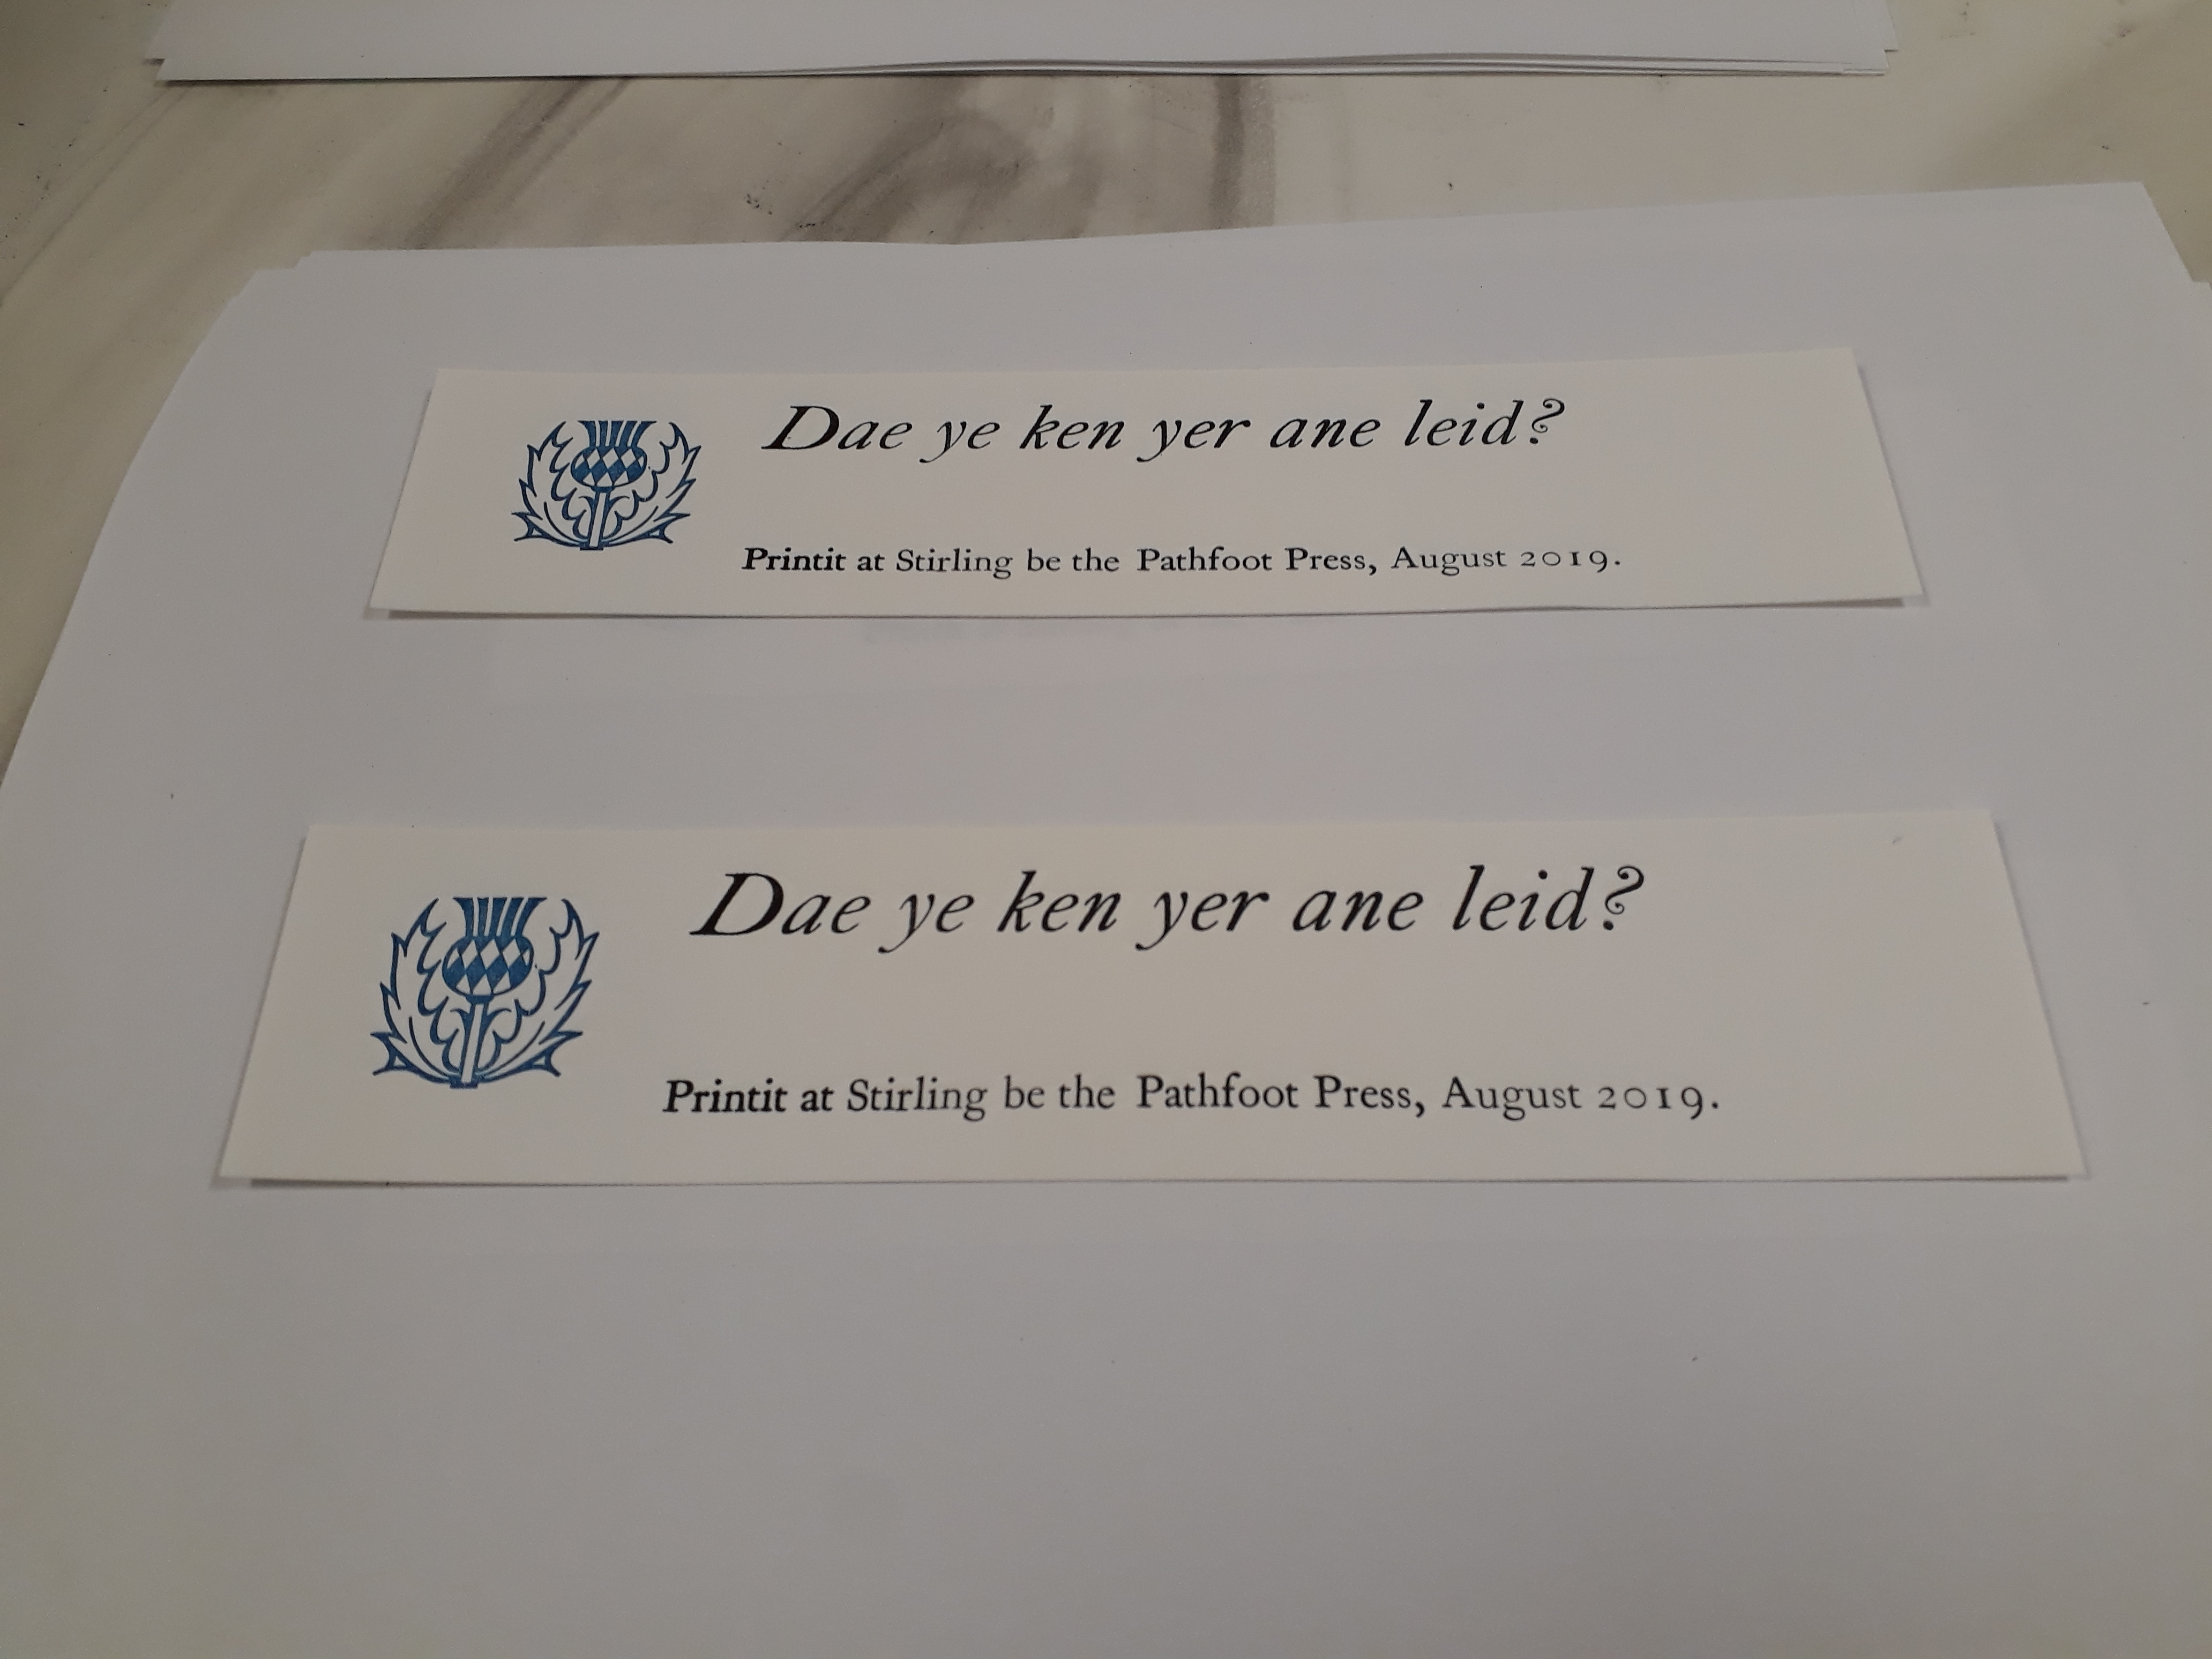 Dae ye ken yer ane leid?
Printit at Stirling be the Pathfoot Press, August 2019.
Dae ye ken yer ane leid?
Printit at Stirling be the Pathfoot Press, August 2019.